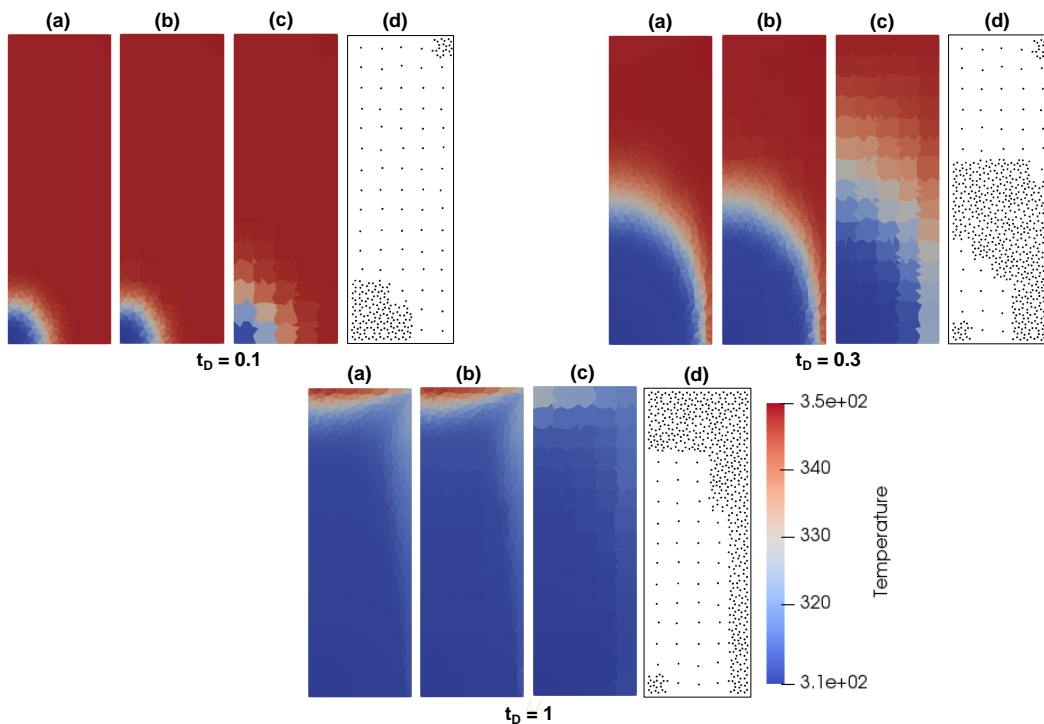 (a) (b) (c) (d)
t_D = 0.1
(a) (b) (c) (d)
t_D = 0.3
(a) (b) (c) (d)
t_D = 1
3.5e+02
340
330
320
3.1e+02
Temperature